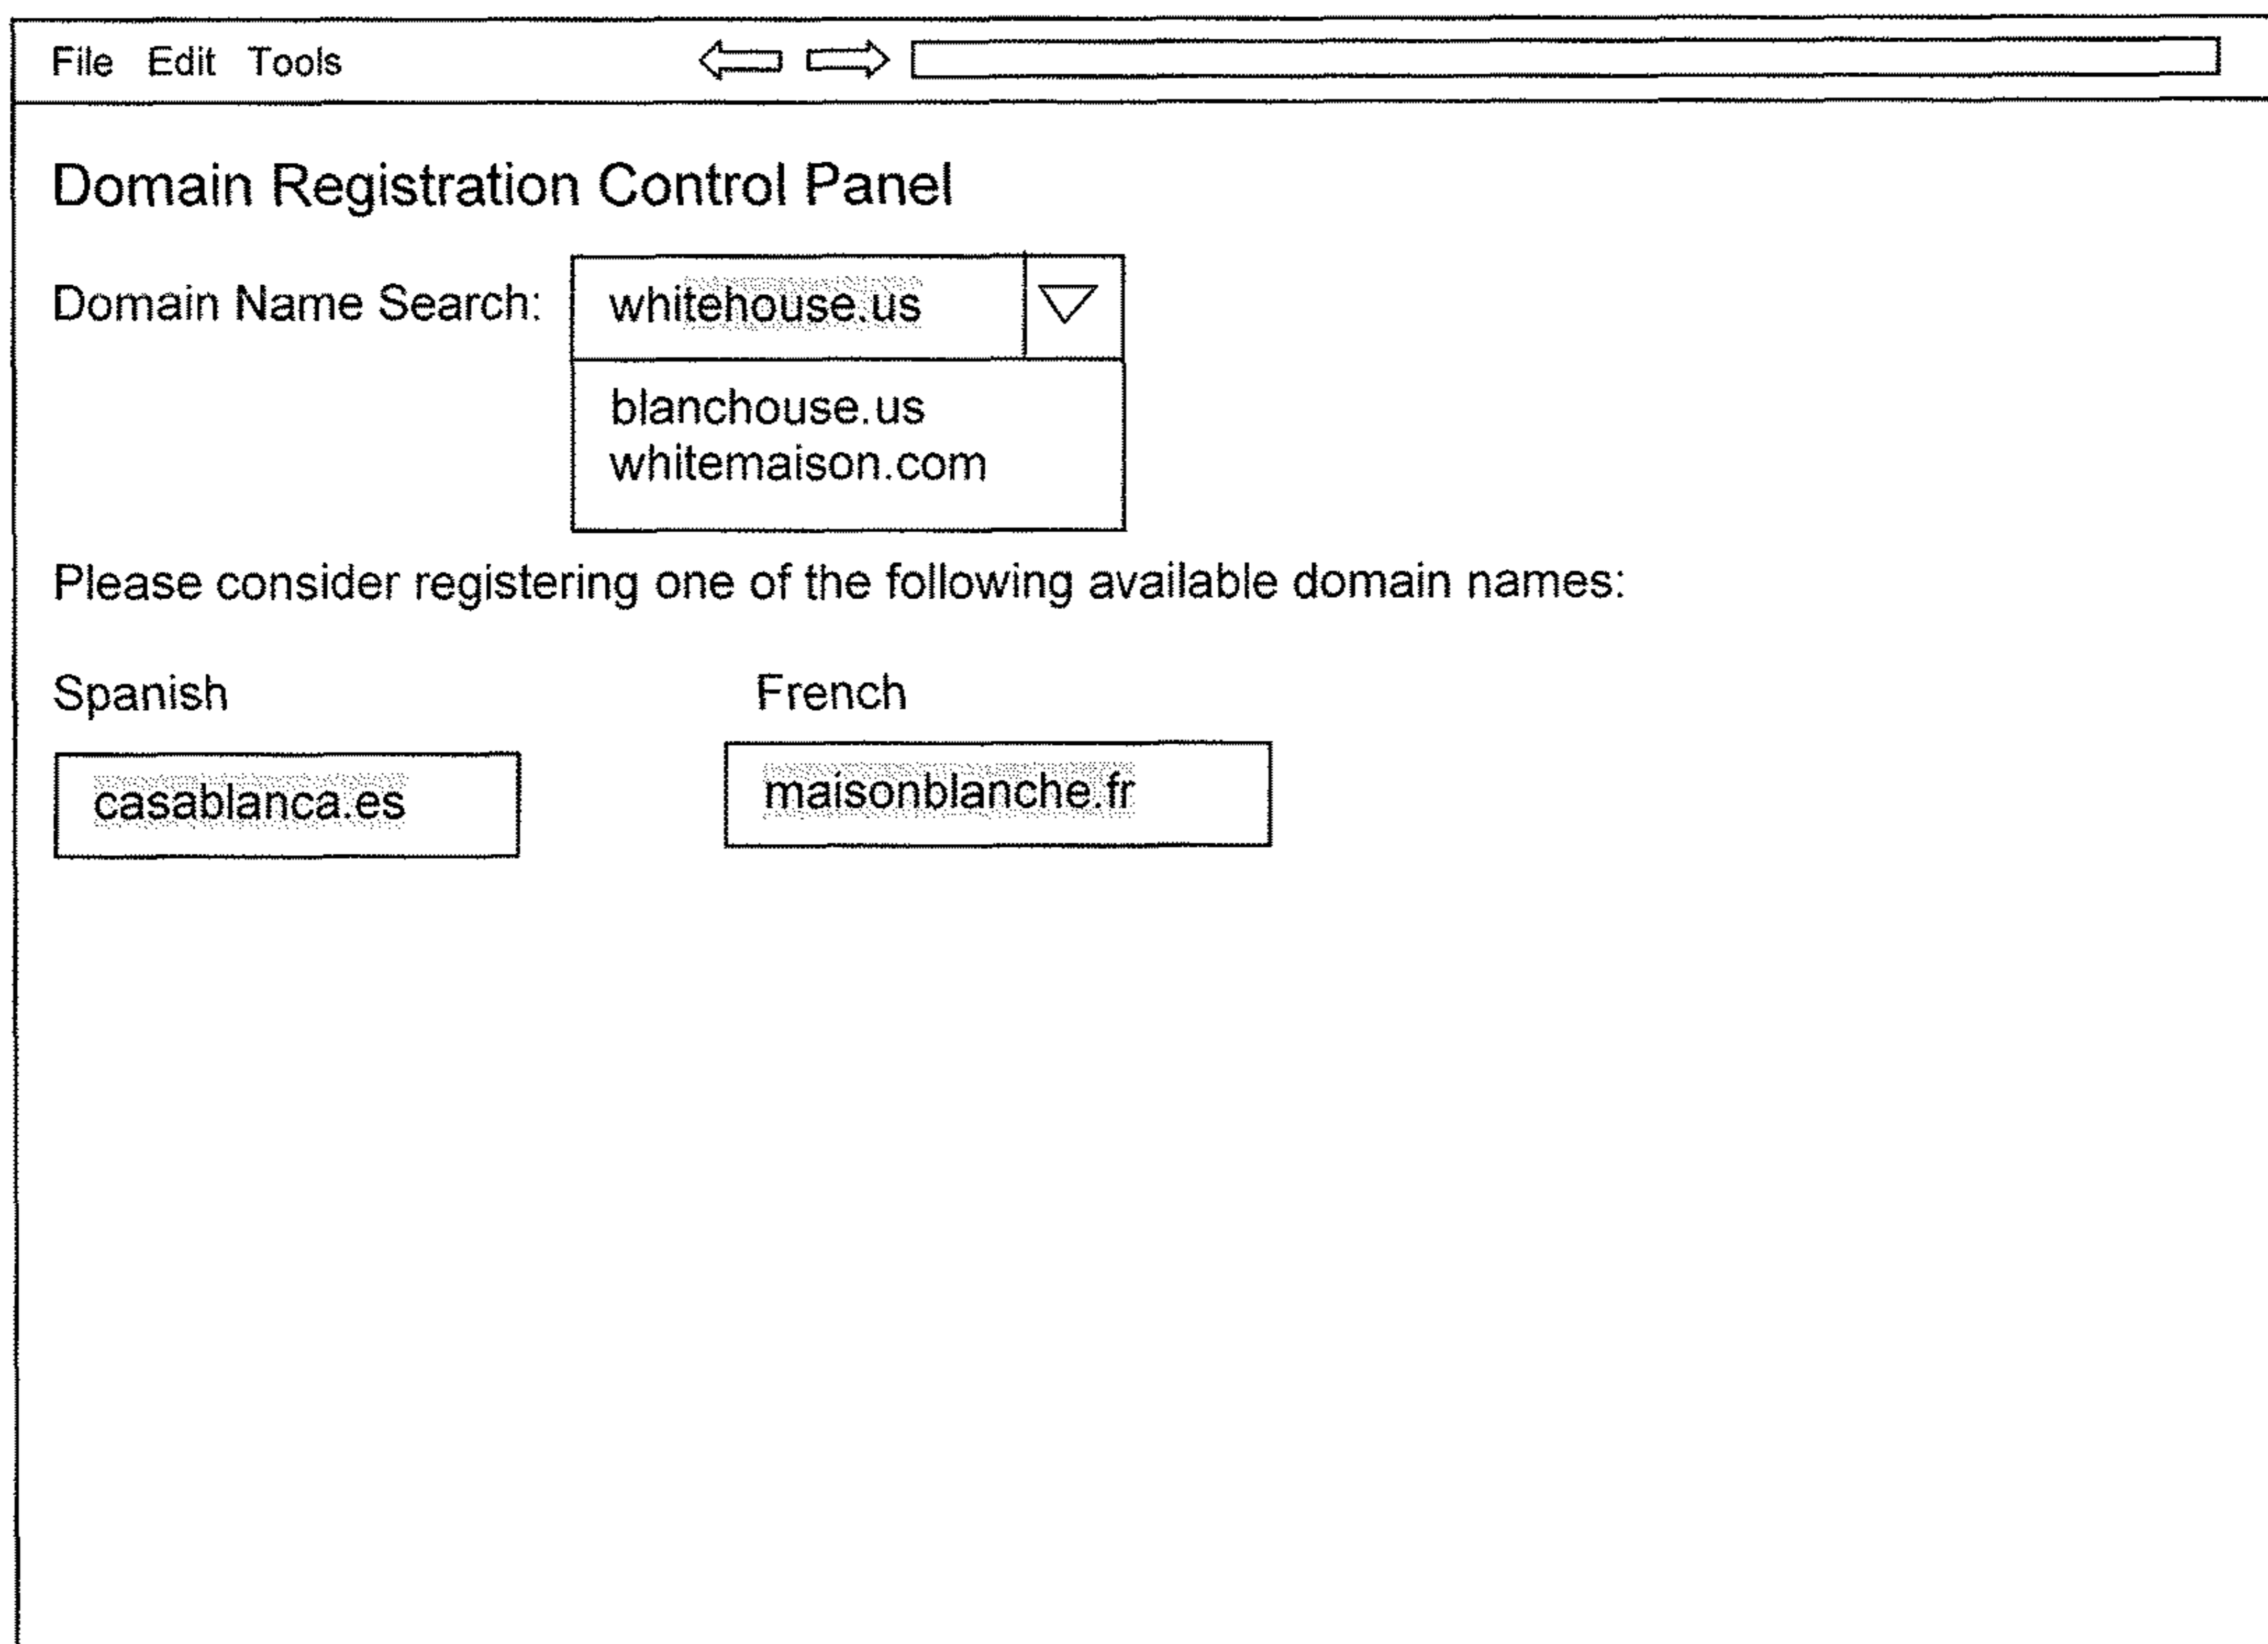 File Edit Tools
Domain Registration Control Panel
Domain Name Search: whitehouse.us
blanchouse.us
whitemaison.com
Please consider registering one of the following available domain names:
Spanish French
casablanca.es maisonblanche.fr